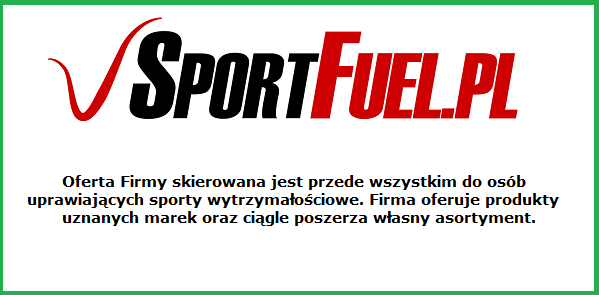 SPORTFUEL.PL
Oferta Firmy skierowana jest przede wszystkim do osób
uprawiających sporty wytrzymałościowe. Firma oferuje produkty
uznanych marek oraz ciągle poszerza własny asortyment.